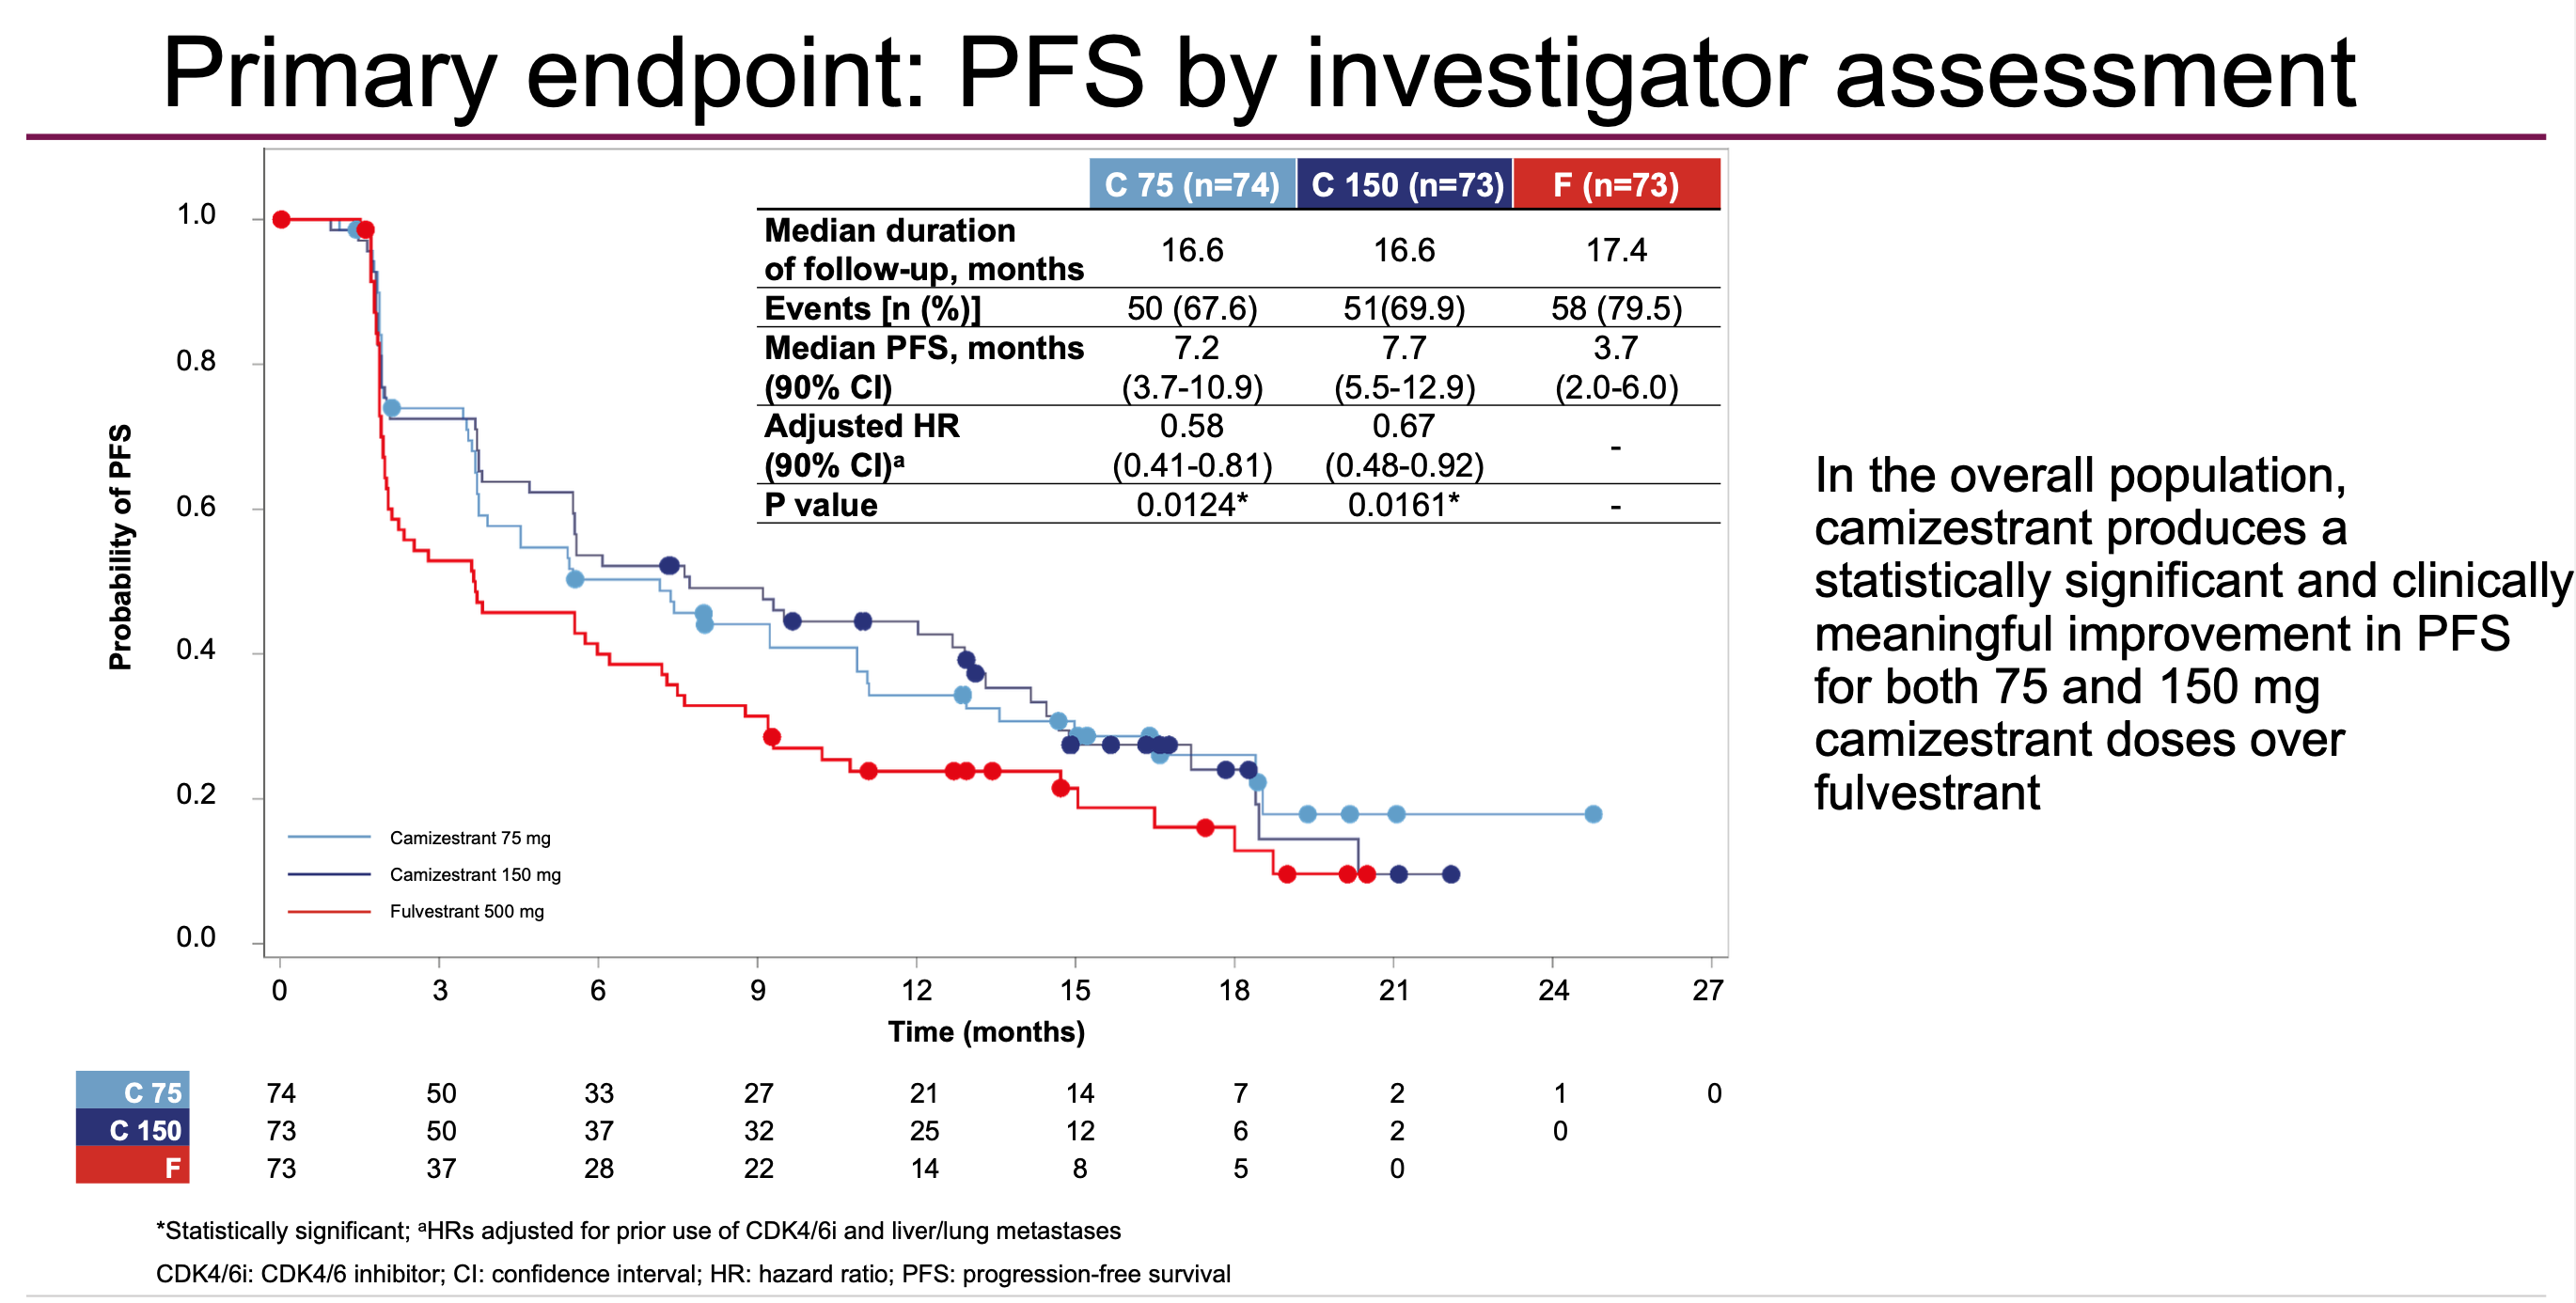 Primary endpoint: PFS by investigator assessment
C 75 (n=74) C 150 (n=73) F (n=73)
Median duration
of follow-up, months 16.6 16.6 17.4
Events [n (%)] 50 (67.6) 51(69.9) 58 (79.5)
Median PFS, months 7.2 7.7 3.7
(90% CI) (3.7-10.9) (5.5-12.9) (2.0-6.0)
Adjusted HR 0.58 0.67 -
(90% CI)ᵃ (0.41-0.81) (0.48-0.92)
P value 0.0124* 0.0161* -
Probability of PFS
1.0
0.8
0.6
0.4
0.2
0.0
Camizestrant 75 mg
Camizestrant 150 mg
Fulvestrant 500 mg
0 3 6 9 12 15 18 21 24 27
Time (months)
C 75 74 50 33 27 21 14 7 2 1 0
C 150 73 50 37 32 25 12 6 2 0
F 73 37 28 22 14 8 5 0
In the overall population,
camizestrant produces a
statistically significant and clinically
meaningful improvement in PFS
for both 75 and 150 mg
camizestrant doses over
fulvestrant
*Statistically significant; ᵃHRs adjusted for prior use of CDK4/6i and liver/lung metastases
CDK4/6i: CDK4/6 inhibitor; CI: confidence interval; HR: hazard ratio; PFS: progression-free survival